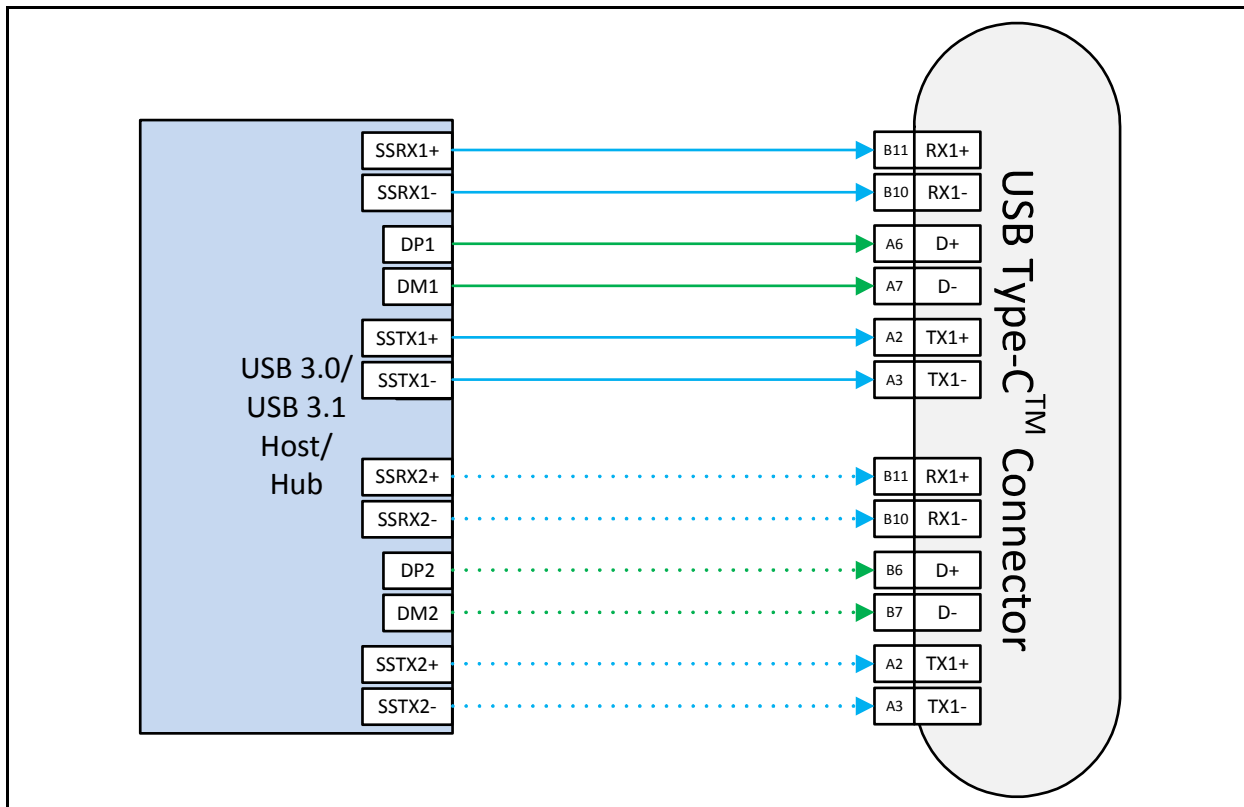 SSRX1+ B11 RX1+
SSRX1- B10 RX1-
DP1 A6 D+
DM1 A7 D-
SSTX1+ A2 TX1+
SSTX1- A3 TX1-
USB 3.0/
USB 3.1
Host/
Hub
SSRX2+ B11 RX1+
SSRX2- B10 RX1-
DP2 B6 D+
DM2 B7 D-
SSTX2+ A2 TX1+
SSTX2- A3 TX1-
USB Type-C™ Connector